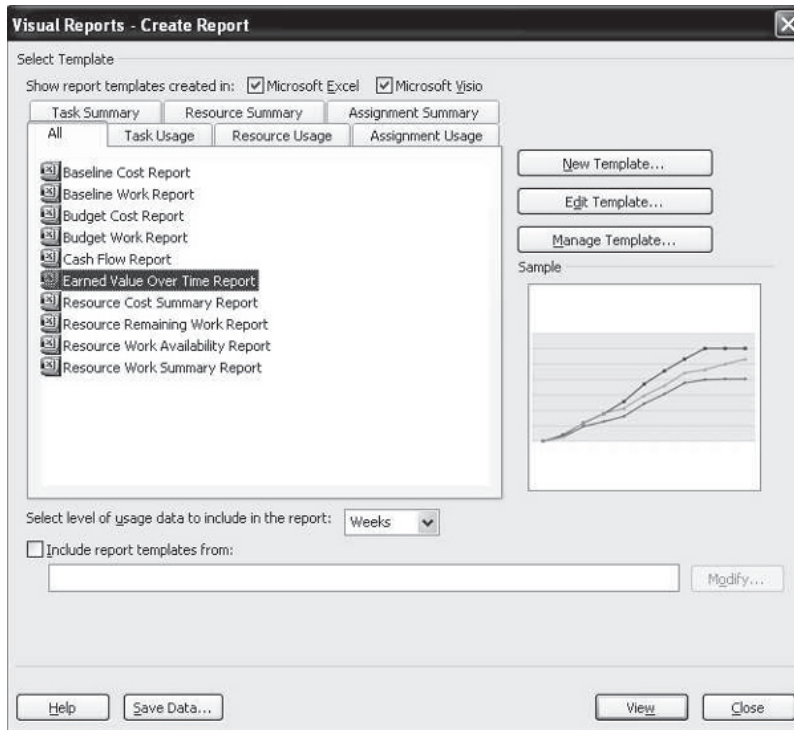 Visual Reports - Create Report
Select Template
Show report templates created in: Microsoft Excel Microsoft Visio
Task Summary Resource Summary Assignment Summary
All Task Usage Resource Usage Assignment Usage
Baseline Cost Report
Baseline Work Report
Budget Cost Report
Budget Work Report
Cash Flow Report
Earned Value Over Time Report
Resource Cost Summary Report
Resource Remaining Work Report
Resource Work Availability Report
Resource Work Summary Report
New Template...
Edit Template...
Manage Template...
Sample
Select level of usage data to include in the report: Weeks
Include report templates from:
Modify...
Help Save Data... View Close